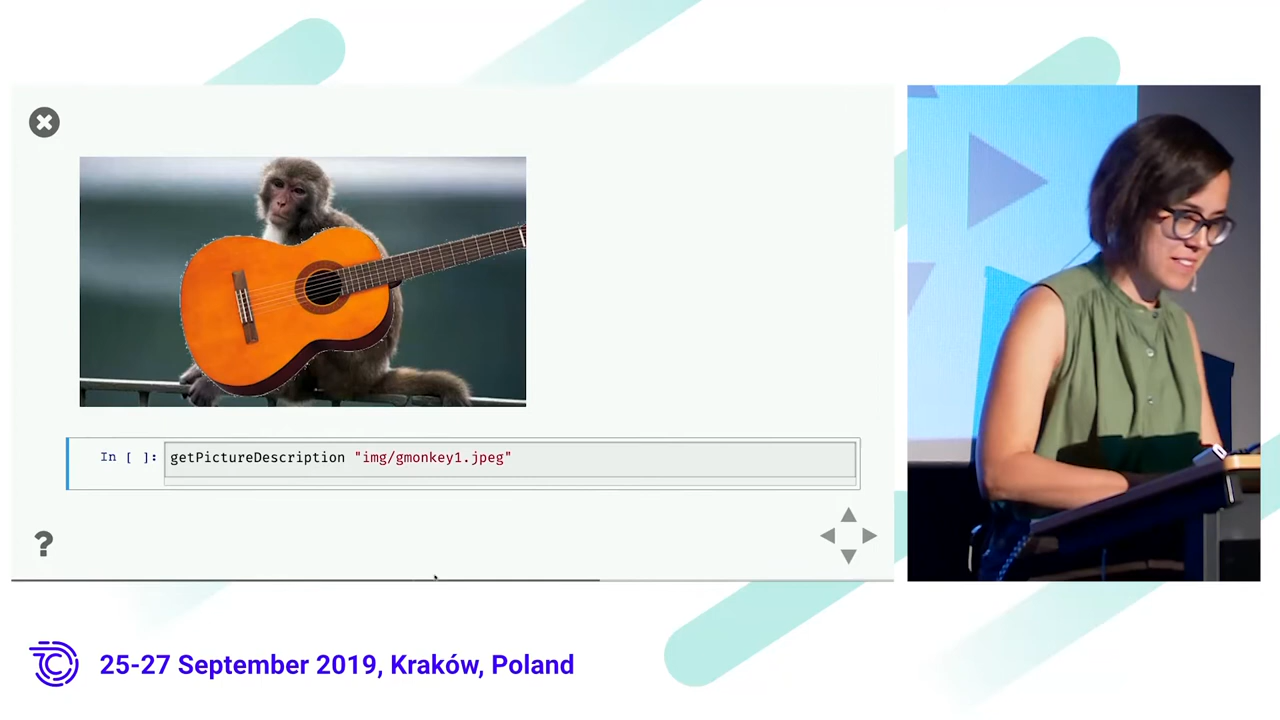 In [ ]: getPictureDescription "img/gmonkey1.jpeg"
?
25-27 September 2019, Kraków, Poland